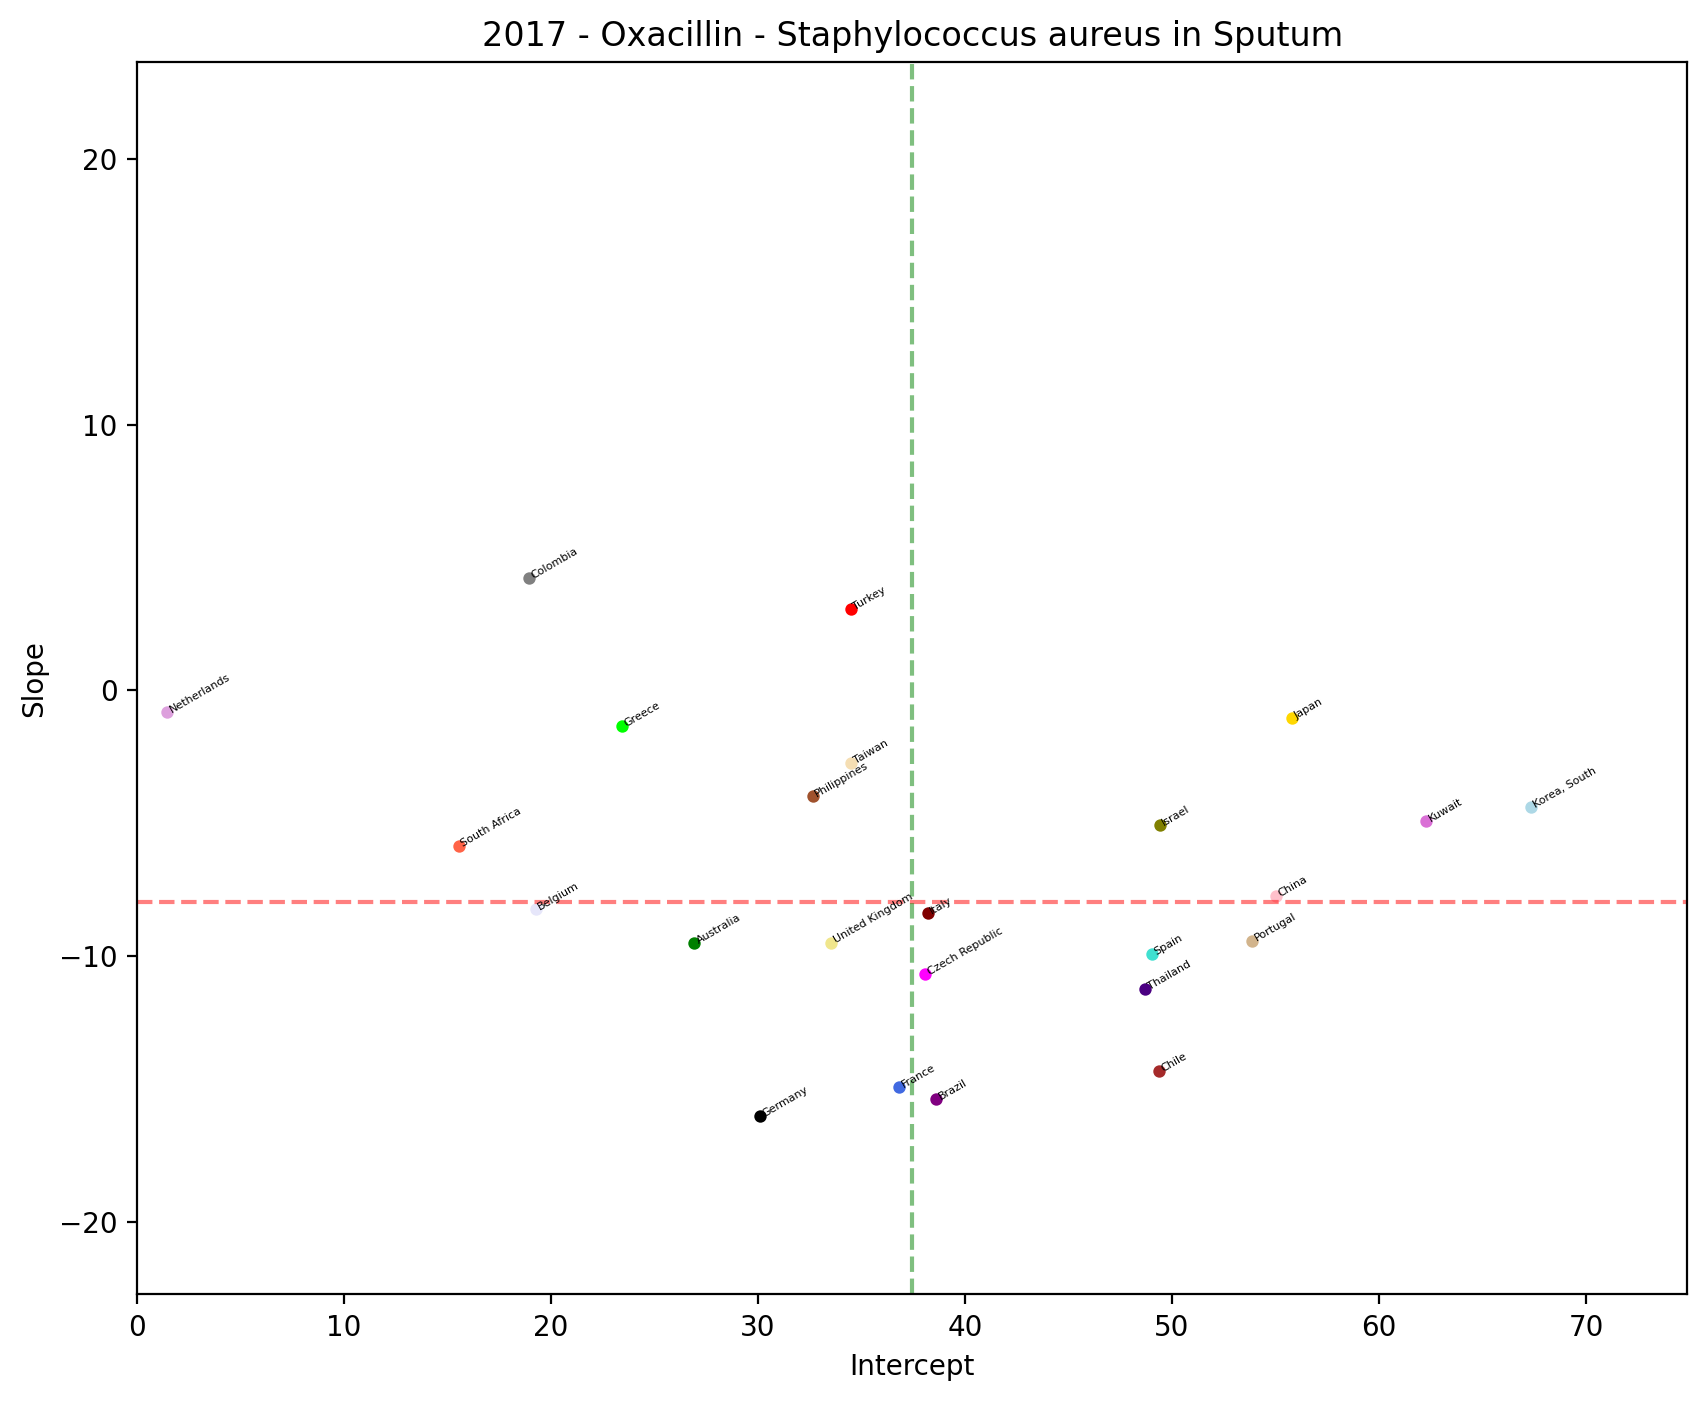 2017 - Oxacillin - Staphylococcus aureus in Sputum
Slope
20
10
0
−10
−20
Colombia
Turkey
Netherlands
Greece
Japan
Taiwan
Philippines
Korea, South
Kuwait
Israel
South Africa
China
Belgium
Italy
United Kingdom
Australia
Portugal
Spain
Czech Republic
Thailand
Chile
France
Brazil
Germany
0 10 20 30 40 50 60 70
Intercept